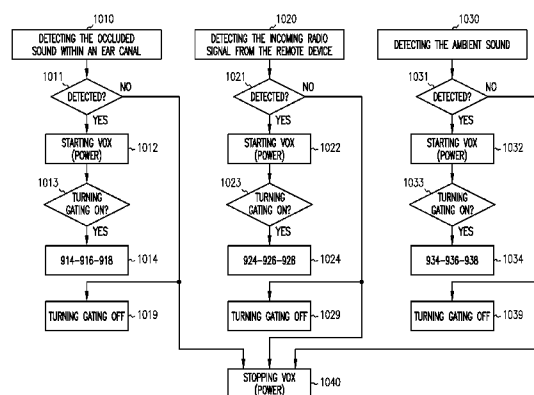 1010
DETECTING THE OCCLUDED
SOUND WITHIN AN EAR CANAL
1011
DETECTED?
NO
YES
STARTING VOX
(POWER)
1012
1013
TURNING
GATING ON?
YES
914-916-918
1014
TURNING GATING OFF
1019
1020
DETECTING THE INCOMING RADIO
SIGNAL FROM THE REMOTE DEVICE
1021
DETECTED?
NO
YES
STARTING VOX
(POWER)
1022
1023
TURNING
GATING ON?
YES
924-926-928
1024
TURNING GATING OFF
1029
1030
DETECTING THE AMBIENT SOUND
1031
DETECTED?
NO
YES
STARTING VOX
(POWER)
1032
1033
TURNING
GATING ON?
YES
934-936-938
1034
TURNING GATING OFF
1039
STOPPING VOX
(POWER)
1040